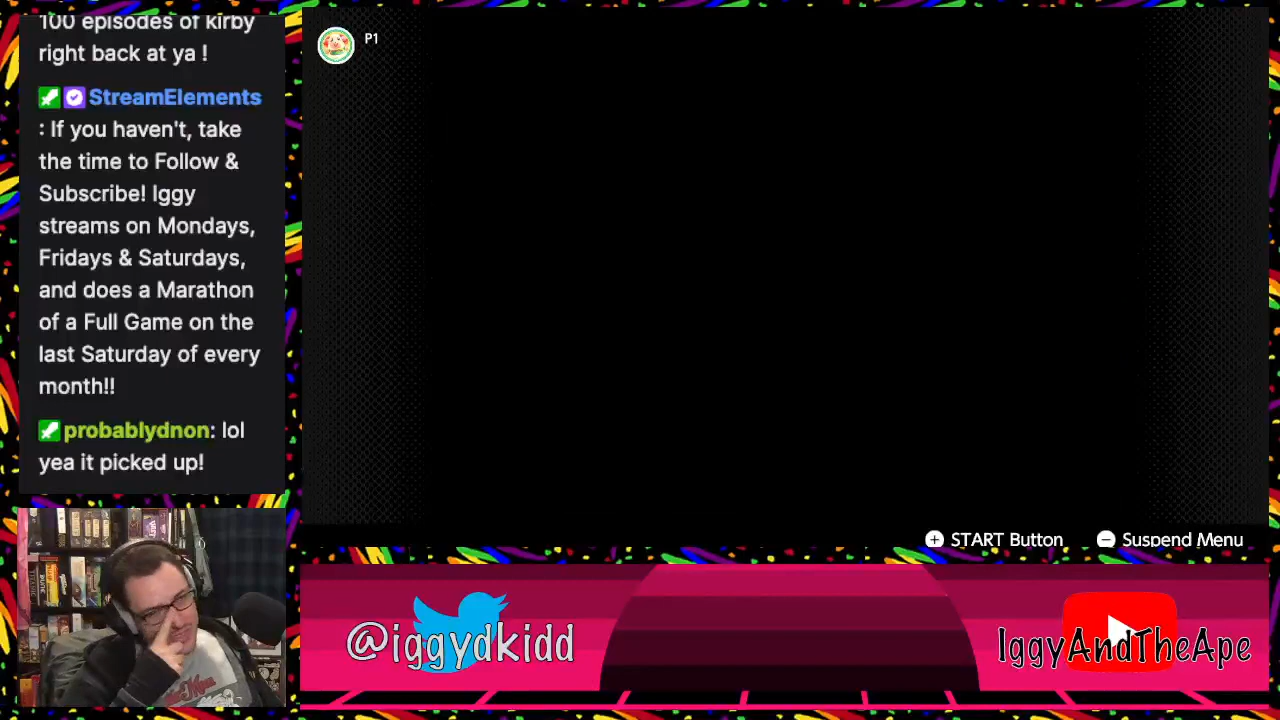 100 episodes of kirby
right back at ya !
StreamElements
: If you haven't, take
the time to Follow &
Subscribe! Iggy
streams on Mondays,
Fridays & Saturdays,
and does a Marathon
of a Full Game on the
last Saturday of every
month!!
probablydnon: lol
yea it picked up!
P1
START Button
Suspend Menu
@iggydkidd
IggyAndTheApe